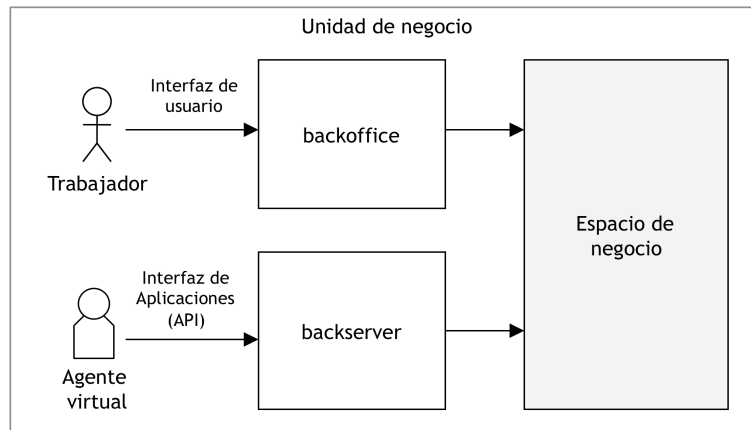 Unidad de negocio
Interfaz de
usuario
backoffice
Trabajador
Espacio de
negocio
Interfaz de
Aplicaciones
(API)
backserver
Agente
virtual